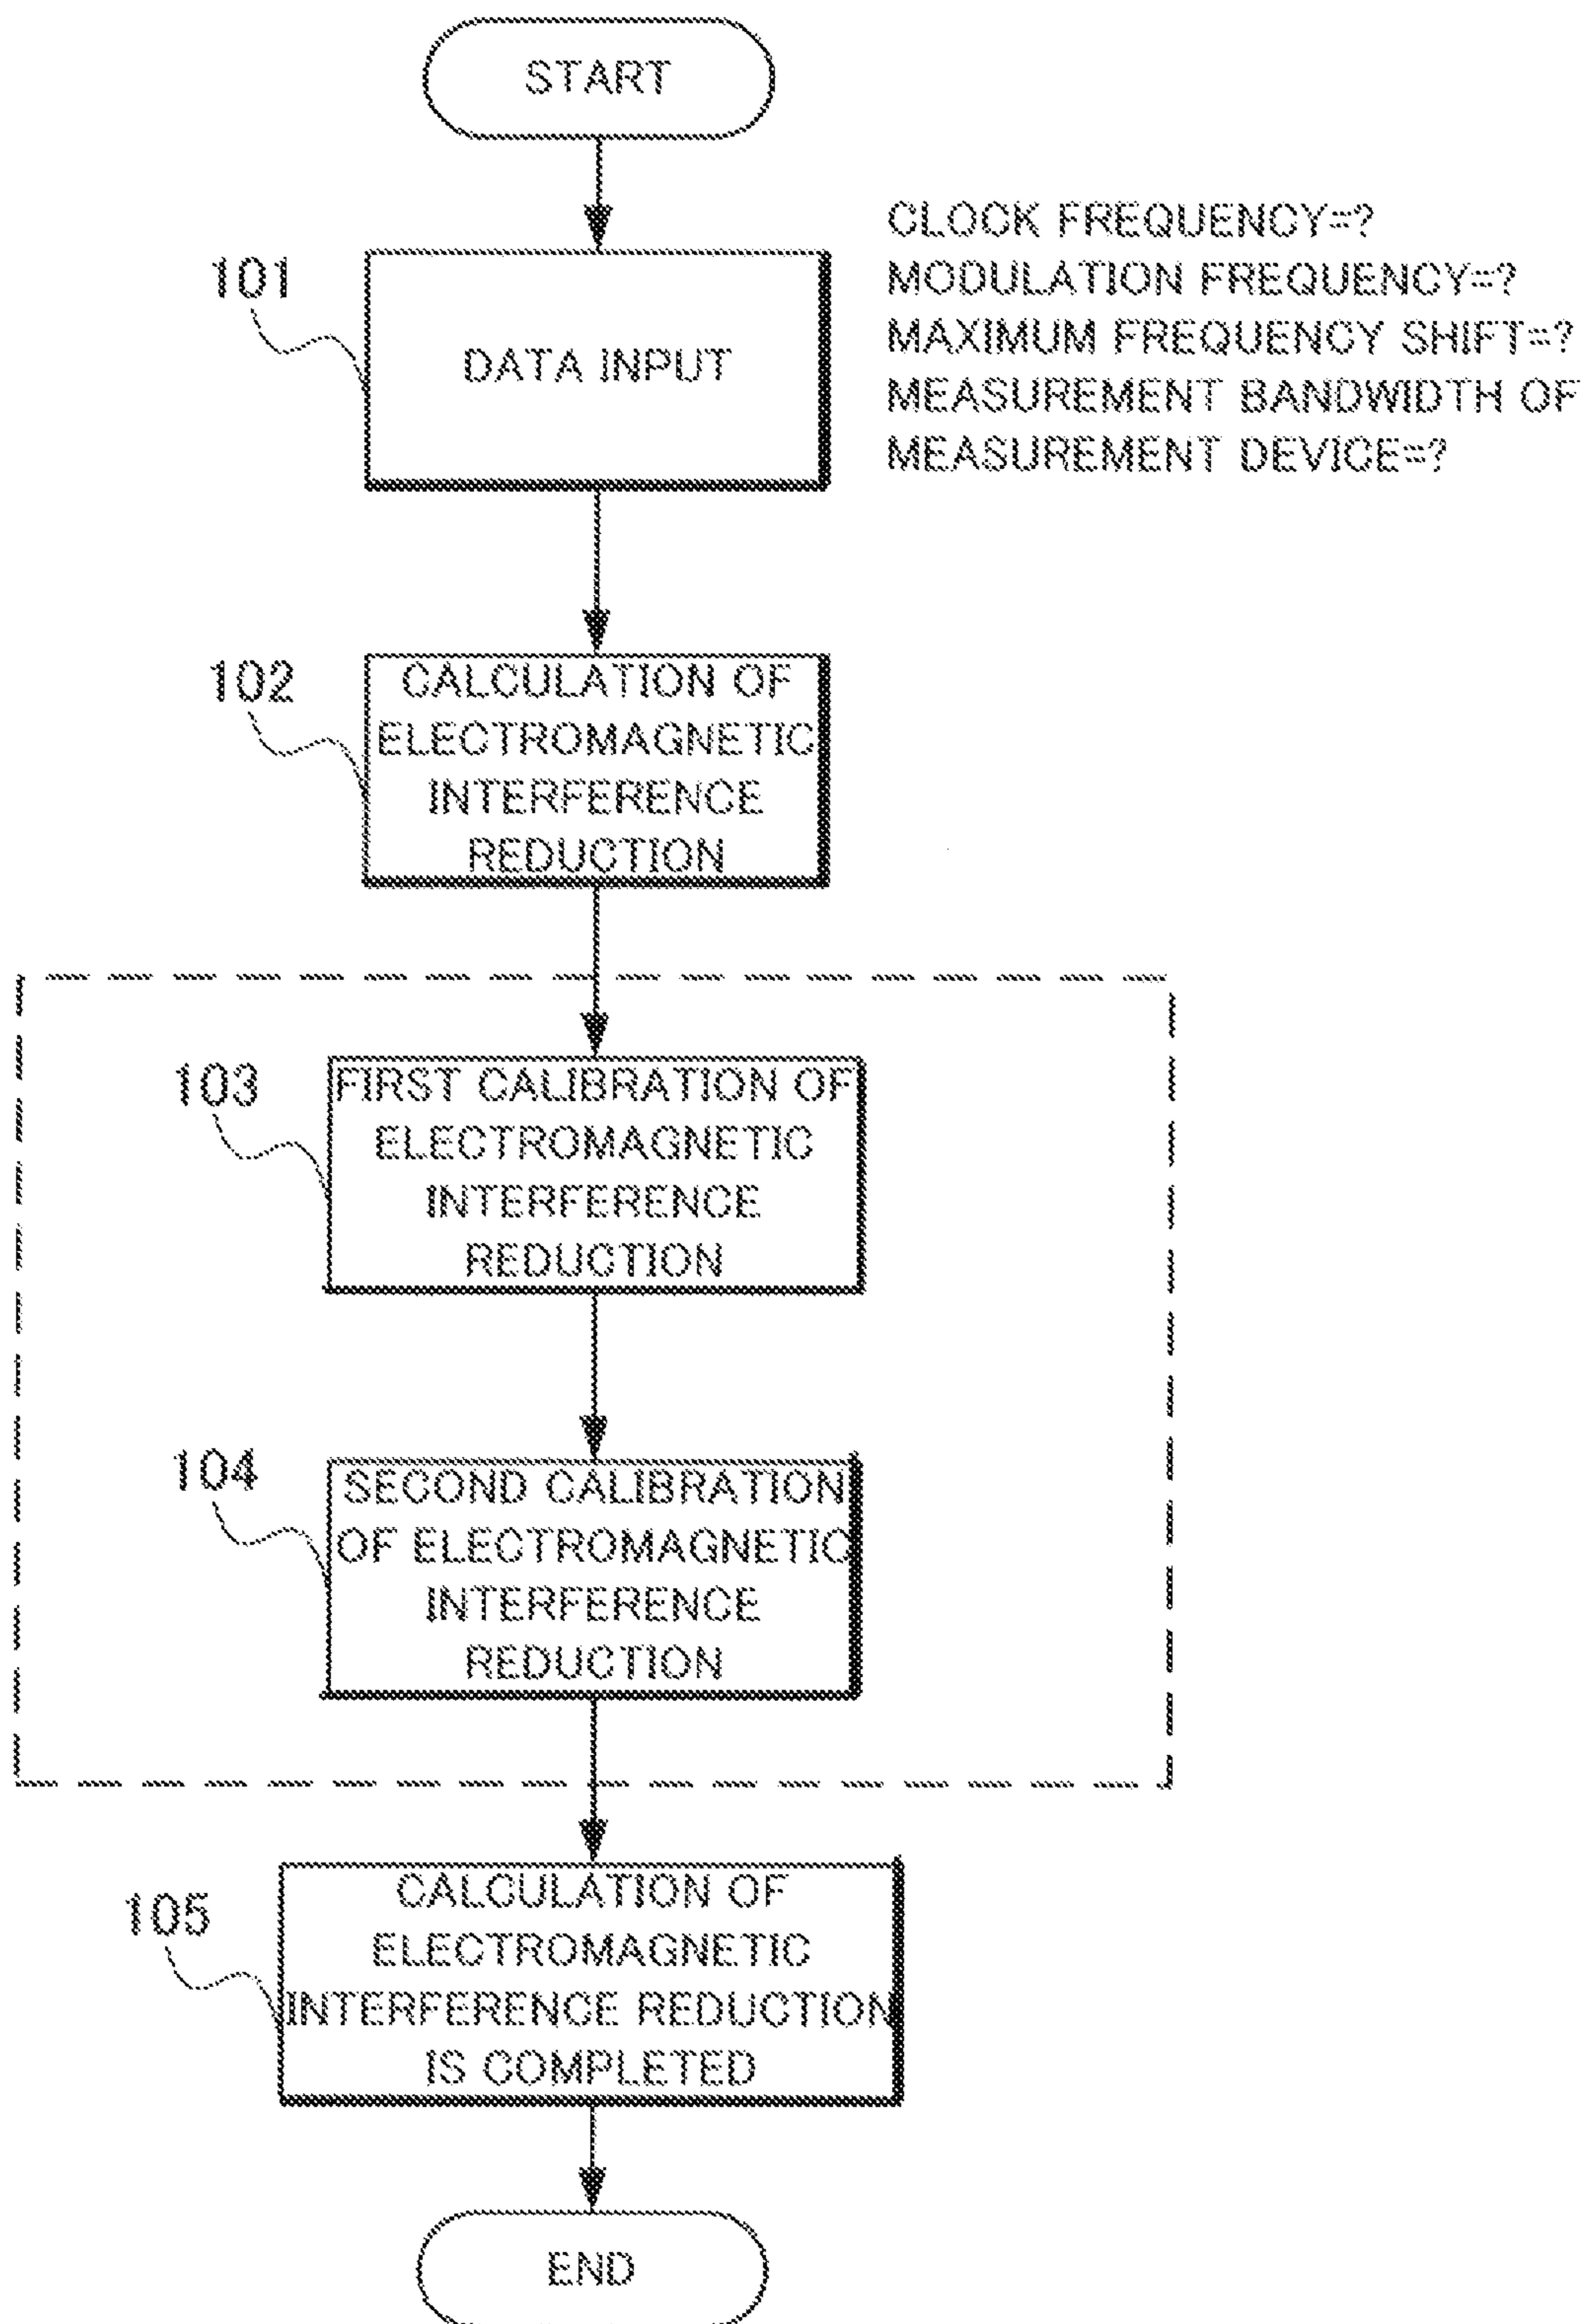 START
101
DATA INPUT
CLOCK FREQUENCY=?
MODULATION FREQUENCY=?
MAXIMUM FREQUENCY SHIFT=?
MEASUREMENT BANDWIDTH OF
MEASUREMENT DEVICE=?
102
CALCULATION OF
ELECTROMAGNETIC
INTERFERENCE
REDUCTION
103
FIRST CALIBRATION OF
ELECTROMAGNETIC
INTERFERENCE
REDUCTION
104
SECOND CALIBRATION
OF ELECTROMAGNETIC
INTERFERENCE
REDUCTION
105
CALCULATION OF
ELECTROMAGNETIC
INTERFERENCE REDUCTION
IS COMPLETED
END